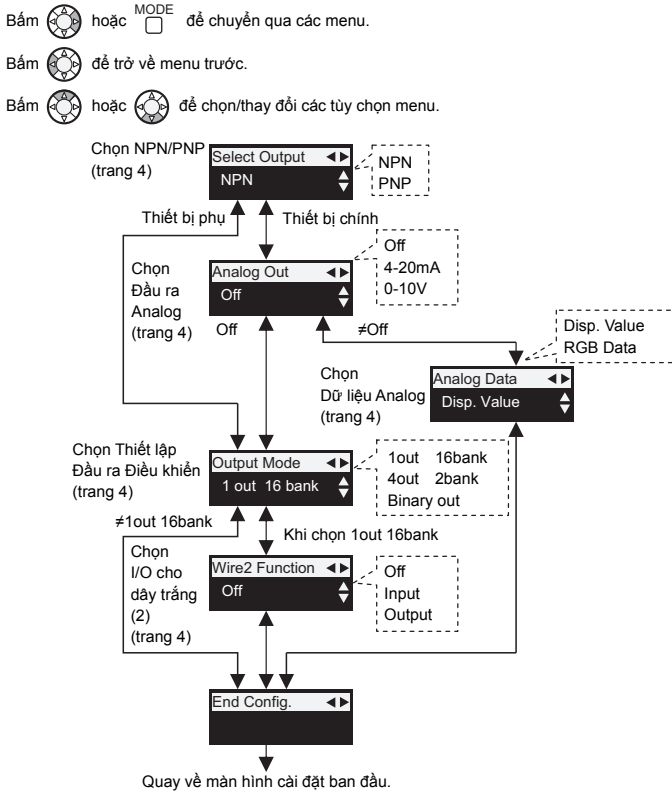 Bấm hoặc MODE để chuyển qua các menu.
Bấm để trở về menu trước.
Bấm hoặc để chọn/thay đổi các tùy chọn menu.
Chọn NPN/PNP
(trang 4)
Select Output
NPN
NPN
PNP
Thiết bị phụ
Thiết bị chính
Chọn
Đầu ra
Analog
(trang 4)
Analog Out
Off
Off
4-20mA
0-10V
Off
≠Off
Chọn
Dữ liệu Analog
(trang 4)
Analog Data
Disp. Value
Disp. Value
RGB Data
Chọn Thiết lập
Đầu ra Điều khiển
(trang 4)
Output Mode
1 out 16 bank
1out 16bank
4out 2bank
Binary out
≠1out 16bank
Khi chọn 1out 16bank
Chọn
I/O cho
dây trắng
(2)
(trang 4)
Wire2 Function
Off
Off
Input
Output
End Config.
Quay về màn hình cài đặt ban đầu.